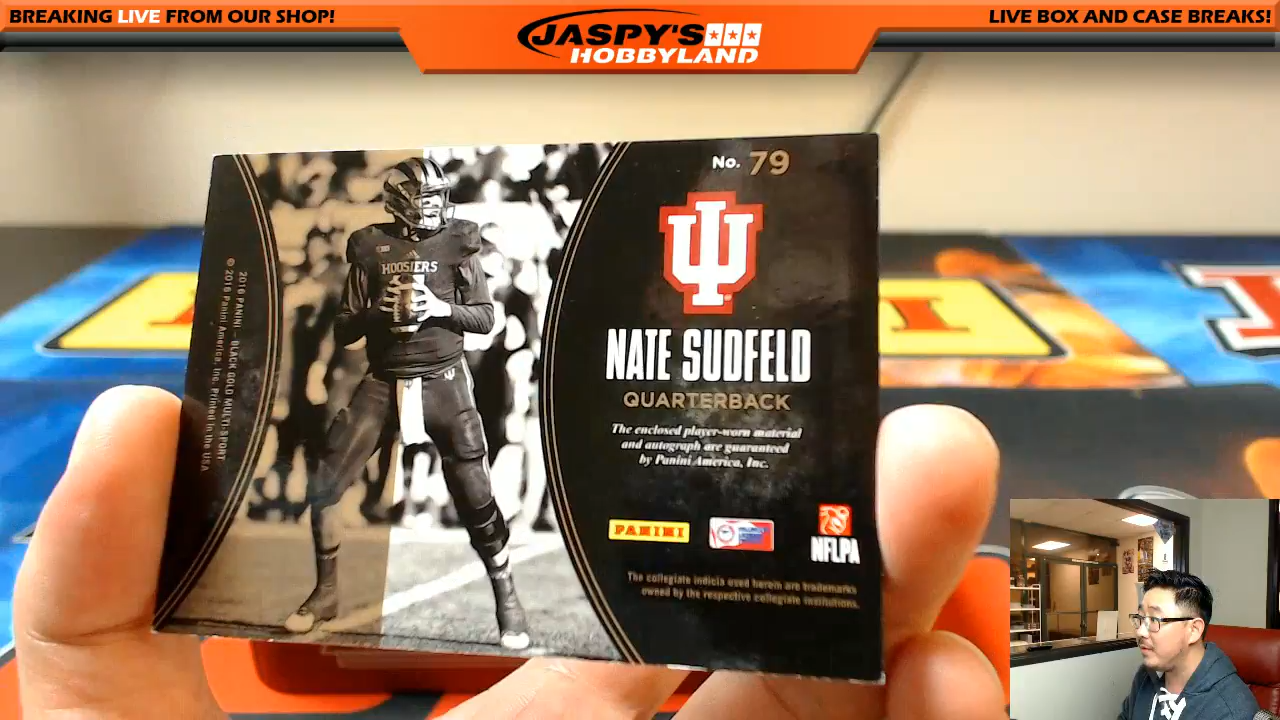 BREAKING LIVE FROM OUR SHOP!
JASPY'S
HOBBYLAND
LIVE BOX AND CASE BREAKS!
No. 79
HOOSIERS
NATE SUDFELD
QUARTERBACK
The enclosed player-worn material
and autograph are guaranteed
by Panini America, Inc.
PANINI
NFLPA
The collegiate indicia used herein are trademarks
owned by the respective collegiate institutions.
2016 PANINI – BLACK GOLD MULTI-SPORT
© 2016 Panini America, Inc. Printed in the USA